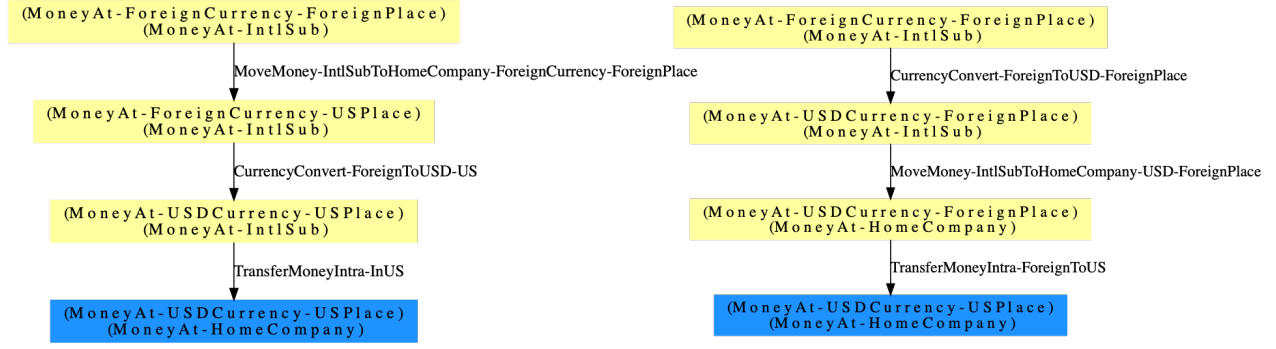 (MoneyAt-ForeignCurrency-ForeignPlace)
(MoneyAt-IntlSub)
MoveMoney-IntlSubToHomeCompany-ForeignCurrency-ForeignPlace
(MoneyAt-ForeignCurrency-USPlace)
(MoneyAt-IntlSub)
CurrencyConvert-ForeignToUSD-US
(MoneyAt-USDCurrency-USPlace)
(MoneyAt-IntlSub)
TransferMoneyIntra-InUS
(MoneyAt-USDCurrency-USPlace)
(MoneyAt-HomeCompany)
(MoneyAt-ForeignCurrency-ForeignPlace)
(MoneyAt-IntlSub)
CurrencyConvert-ForeignToUSD-ForeignPlace
(MoneyAt-USDCurrency-ForeignPlace)
(MoneyAt-IntlSub)
MoveMoney-IntlSubToHomeCompany-USD-ForeignPlace
(MoneyAt-USDCurrency-ForeignPlace)
(MoneyAt-HomeCompany)
TransferMoneyIntra-ForeignToUS
(MoneyAt-USDCurrency-USPlace)
(MoneyAt-HomeCompany)